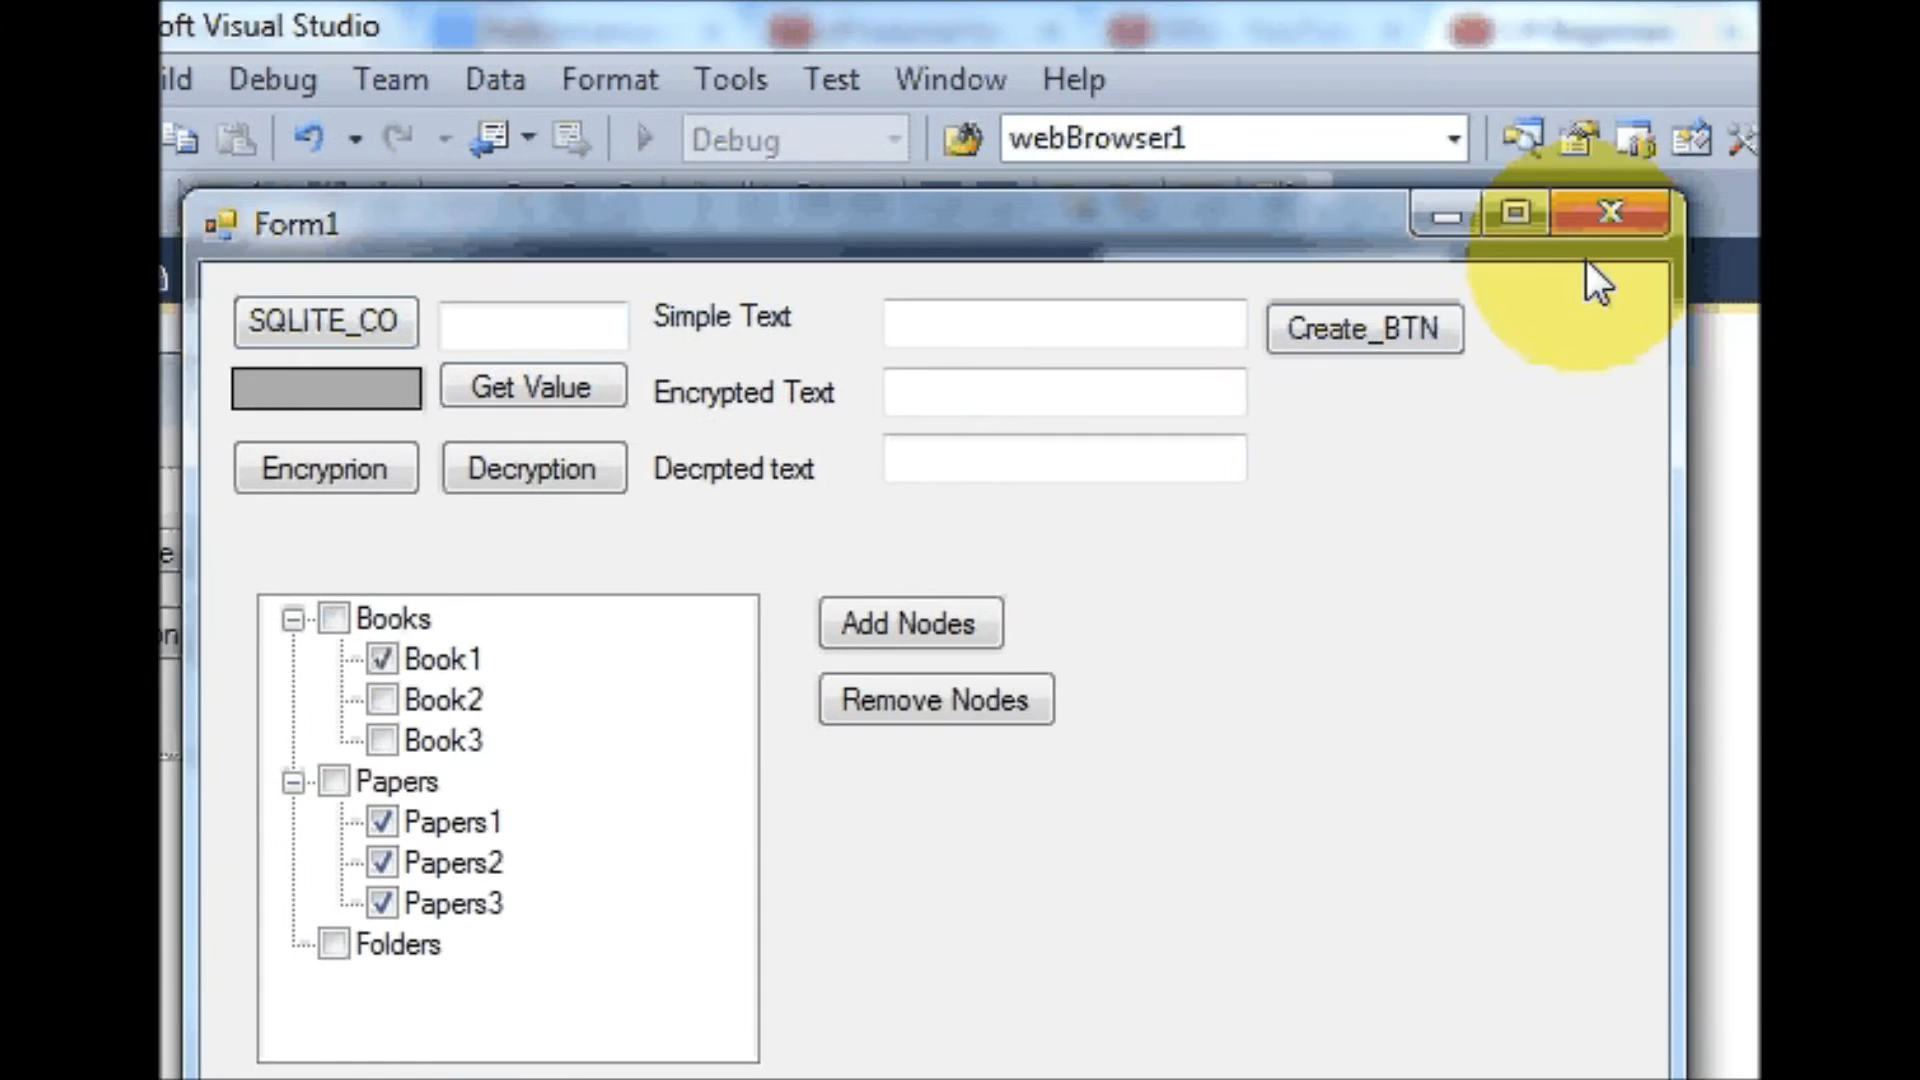 oft Visual Studio
ild Debug Team Data Format Tools Test Window Help
Debug webBrowser1
Form1
SQLITE_CO Simple Text Create_BTN
Get Value Encrypted Text
Encryprion Decryption Decrpted text
Books
Book1
Book2
Book3
Papers
Papers1
Papers2
Papers3
Folders
Add Nodes
Remove Nodes
e
on